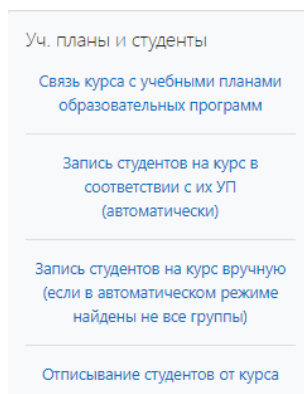 Уч. планы и студенты
Связь курса с учебными планами
образовательных программ
Запись студентов на курс в
соответствии с их УП
(автоматически)
Запись студентов на курс вручную
(если в автоматическом режиме
найдены не все группы)
Отписывание студентов от курса